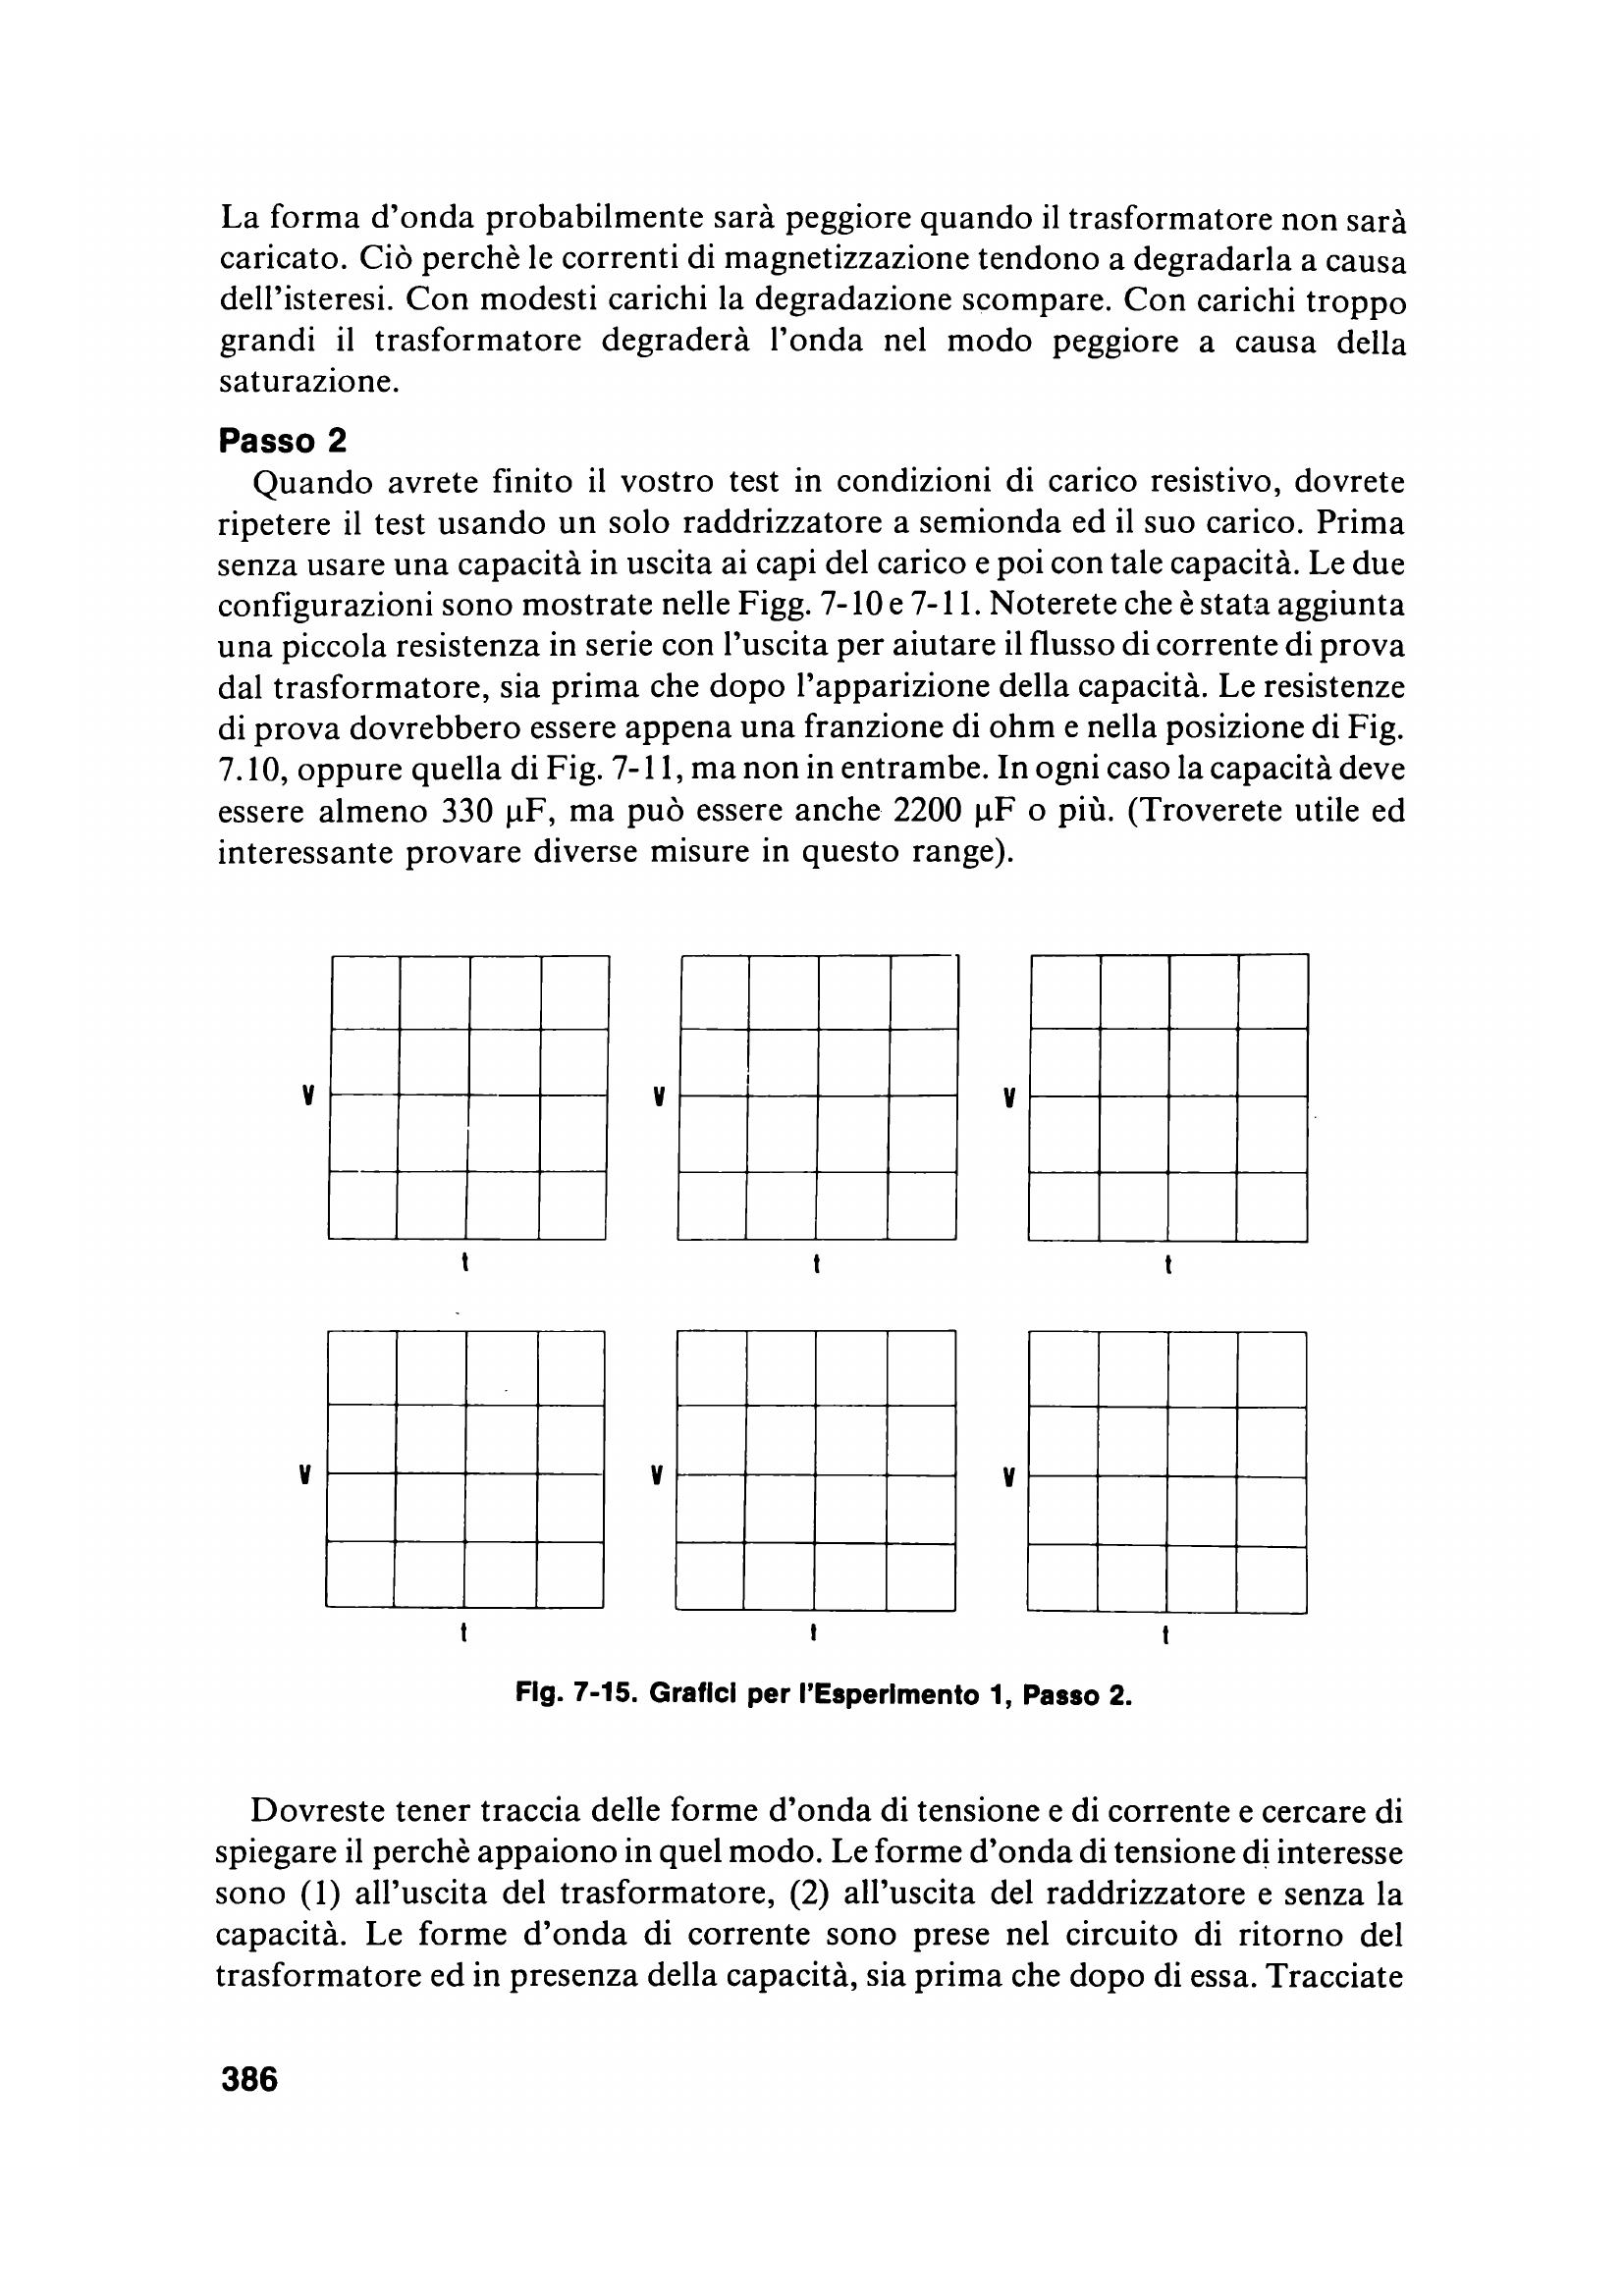 La forma d'onda probabilmente sarà peggiore quando il trasformatore non sarà
caricato. Ciò perchè le correnti di magnetizzazione tendono a degradarla a causa
dell'isteresi. Con modesti carichi la degradazione scompare. Con carichi troppo
grandi il trasformatore degraderà l'onda nel modo peggiore a causa della
saturazione.
Passo 2
Quando avrete finito il vostro test in condizioni di carico resistivo, dovrete
ripetere il test usando un solo raddrizzatore a semionda ed il suo carico. Prima
senza usare una capacità in uscita ai capi del carico e poi con tale capacità. Le due
configurazioni sono mostrate nelle Figg. 7-10 e 7-11. Noterete che è stata aggiunta
una piccola resistenza in serie con l'uscita per aiutare il flusso di corrente di prova
dal trasformatore, sia prima che dopo l'apparizione della capacità. Le resistenze
di prova dovrebbero essere appena una franzione di ohm e nella posizione di Fig.
7.10, oppure quella di Fig. 7-11, ma non in entrambe. In ogni caso la capacità deve
essere almeno 330 µF, ma può essere anche 2200 µF o più. (Troverete utile ed
interessante provare diverse misure in questo range).
V V V
t t t
V V V
t t t
Fig. 7-15. Grafici per l'Esperimento 1, Passo 2.
Dovreste tener traccia delle forme d'onda di tensione e di corrente e cercare di
spiegare il perchè appaiono in quel modo. Le forme d'onda di tensione di interesse
sono (1) all'uscita del trasformatore, (2) all'uscita del raddrizzatore e senza la
capacità. Le forme d'onda di corrente sono prese nel circuito di ritorno del
trasformatore ed in presenza della capacità, sia prima che dopo di essa. Tracciate
386